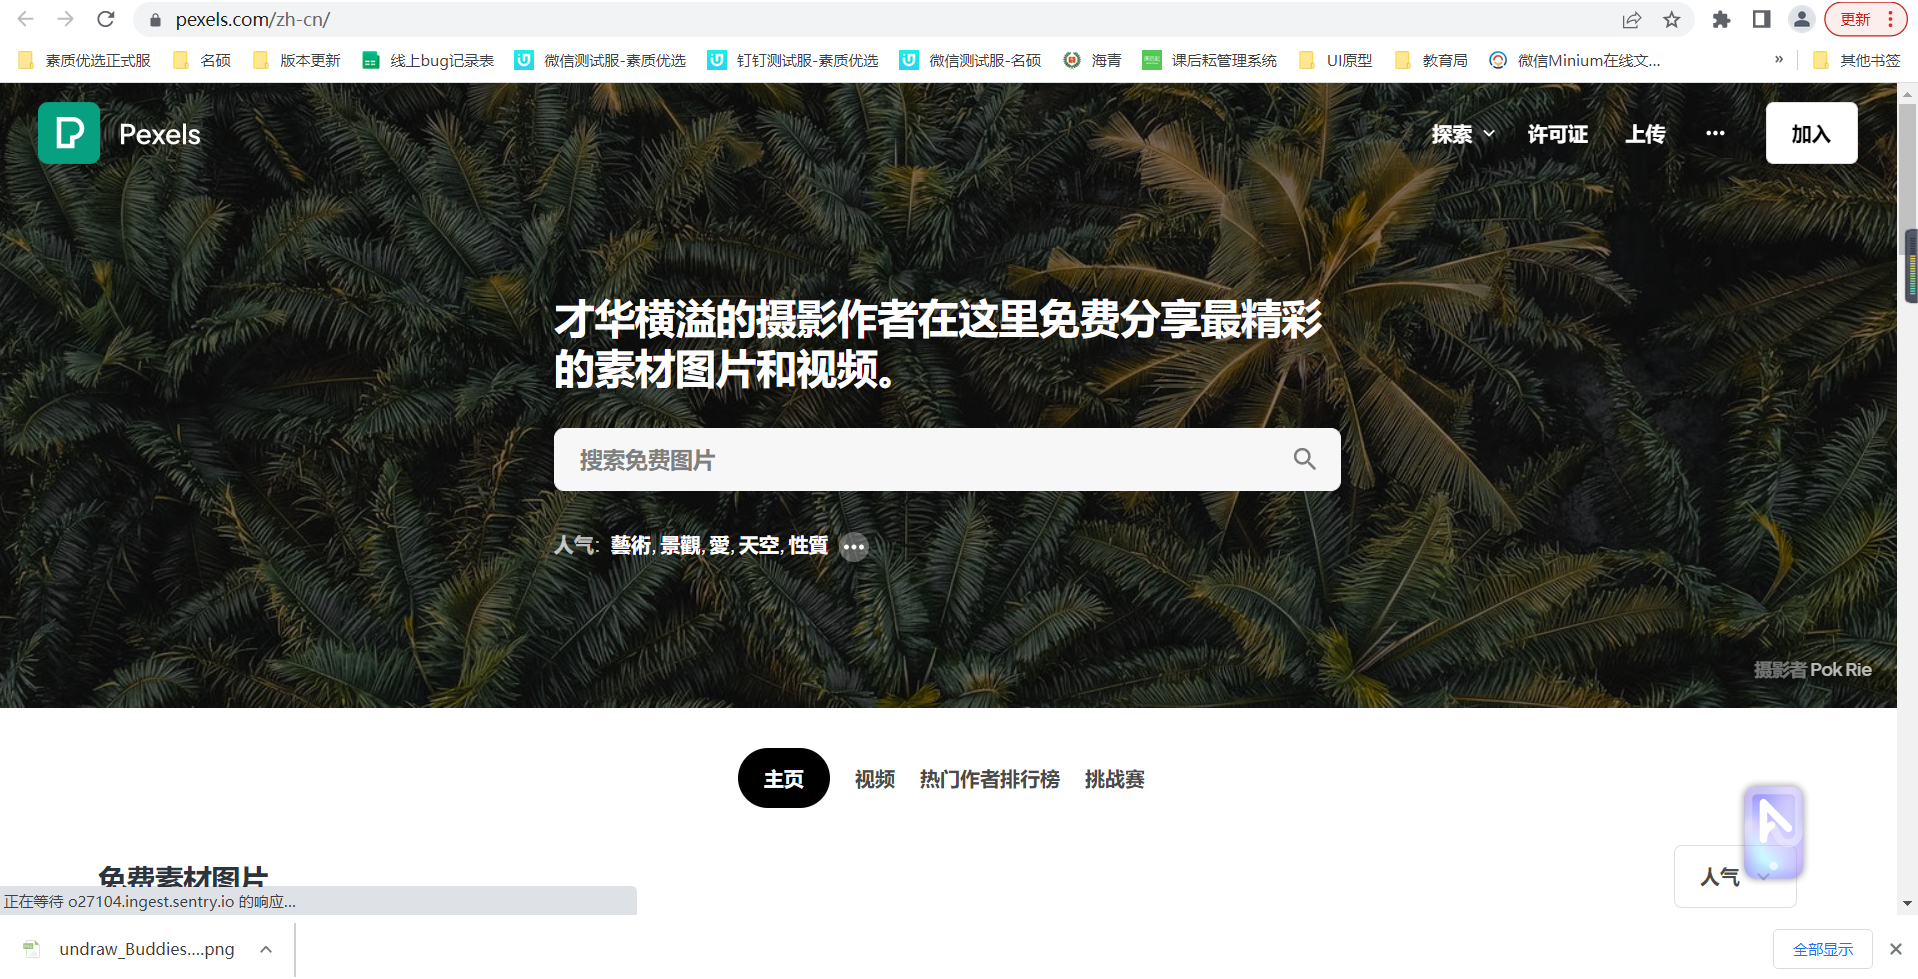 pexels.com/zh-cn/
更新
素质优选正式服 名硕 版本更新 线上bug记录表 微信测试服-素质优选 钉钉测试服-素质优选 微信测试服-名硕 海青 课后耘管理系统 UI原型 教育局 微信Minium在线文... » 其他书签
Pexels
探索 许可证 上传 ··· 加入
才华横溢的摄影作者在这里免费分享最精彩
的素材图片和视频。
搜索免费图片
人气: 藝術, 景觀, 愛, 天空, 性質 •••
摄影者 Pok Rie
主页 视频 热门作者排行榜 挑战赛
免费素材图片
人气
正在等待 o27104.ingest.sentry.io 的响应...
undraw_Buddies....png
全部显示